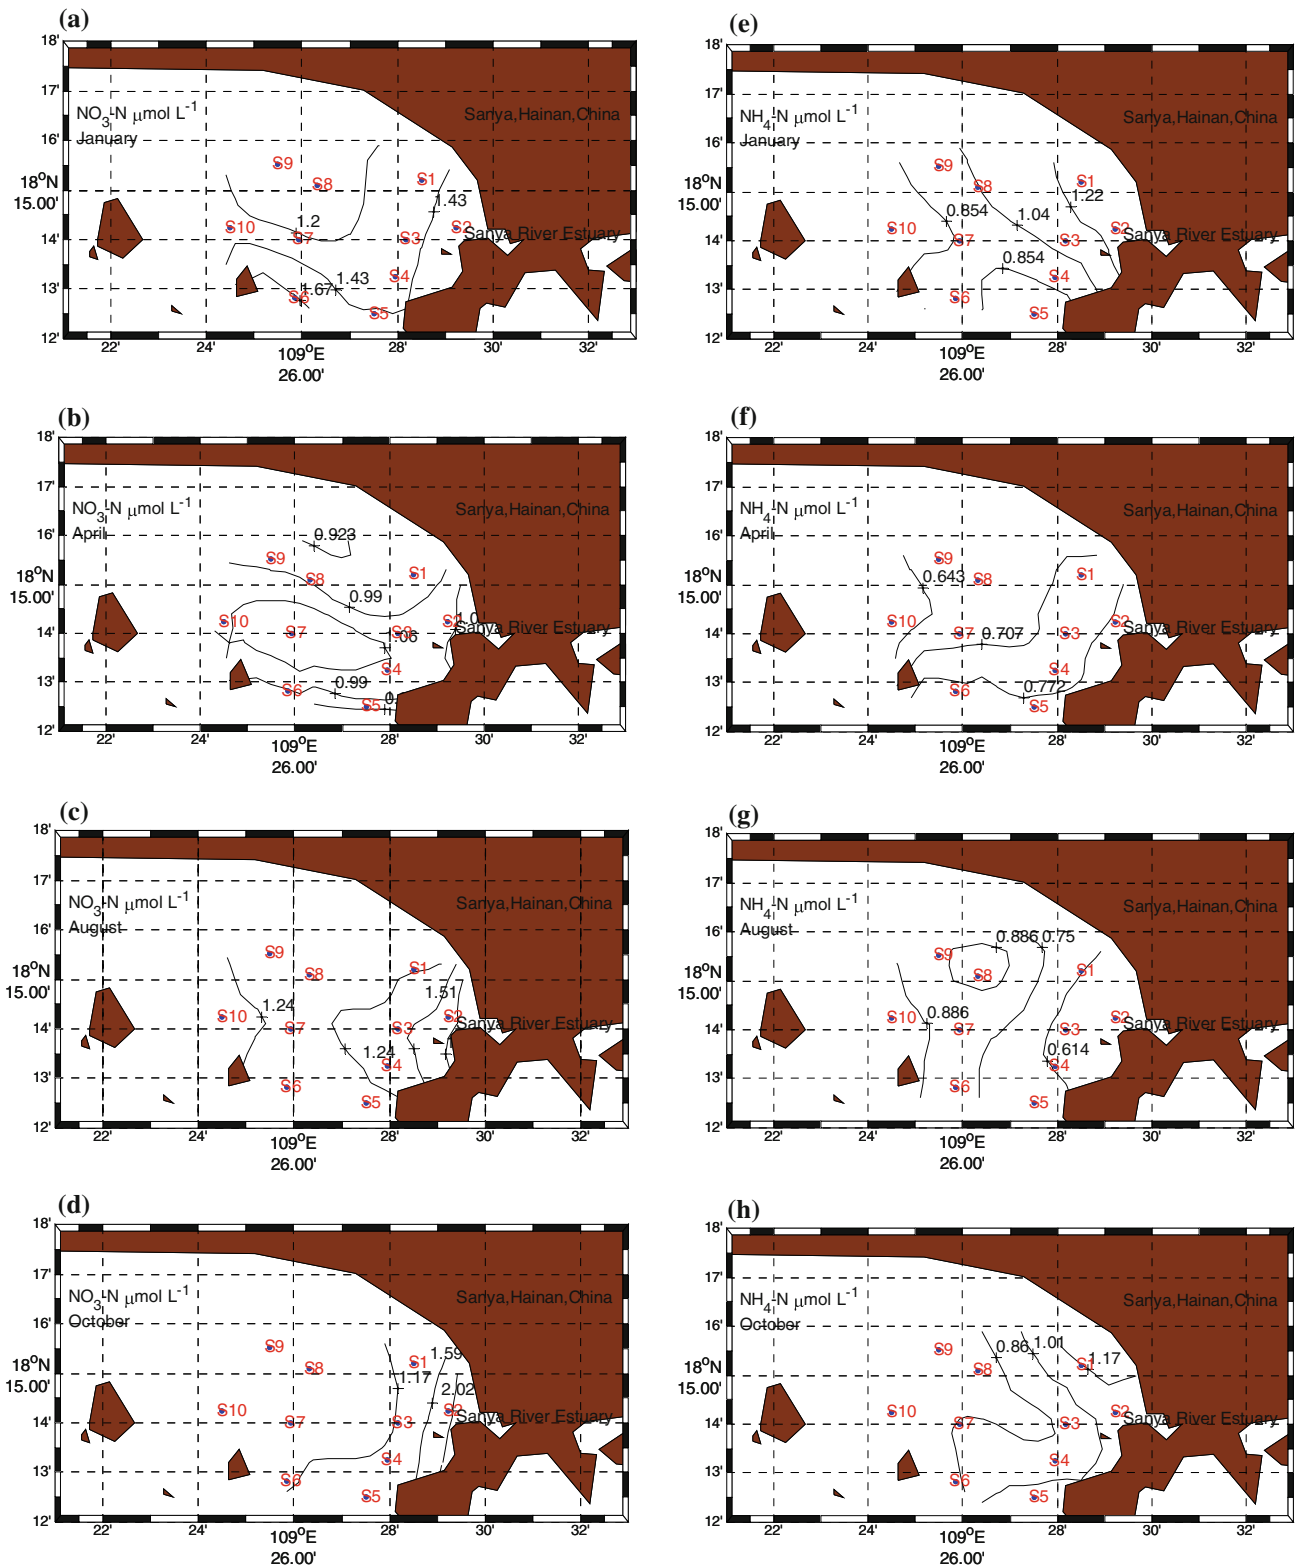 (a)
18'
17'
16'
18°N
15.00'
14'
13'
12'
22'
24'
109°E
26.00'
28'
30'
32'
NO3-N μmol L-1
January
Sanya,Hainan,China
Sanya River Estuary
S9
S8
S1
S10
S7
S3
S2
S4
S6
S5
1.43
1.2
1.43
1.67
(e)
18'
17'
16'
18°N
15.00'
14'
13'
12'
22'
24'
109°E
26.00'
28'
30'
32'
NH4-N μmol L-1
January
Sanya,Hainan,China
Sanya River Estuary
S9
S8
S1
S10
S7
S3
S2
S4
S6
S5
1.22
0.854
1.04
0.854
(b)
18'
17'
16'
18°N
15.00'
14'
13'
12'
22'
24'
109°E
26.00'
28'
30'
32'
NO3-N μmol L-1
April
Sanya,Hainan,China
Sanya River Estuary
S9
S8
S1
S10
S7
S3
S2
S4
S6
S5
0.923
0.99
0.99
(f)
18'
17'
16'
18°N
15.00'
14'
13'
12'
22'
24'
109°E
26.00'
28'
30'
32'
NH4-N μmol L-1
April
Sanya,Hainan,China
Sanya River Estuary
S9
S8
S1
S10
S7
S3
S2
S4
S6
S5
0.643
0.707
0.772
(c)
18'
17'
16'
18°N
15.00'
14'
13'
12'
22'
24'
109°E
26.00'
28'
30'
32'
NO3-N μmol L-1
August
Sanya,Hainan,China
Sanya River Estuary
S9
S8
S1
S10
S7
S3
S2
S4
S6
S5
1.51
1.24
1.24
(g)
18'
17'
16'
18°N
15.00'
14'
13'
12'
22'
24'
109°E
26.00'
28'
30'
32'
NH4-N μmol L-1
August
Sanya,Hainan,China
Sanya River Estuary
S9
S8
S1
S10
S7
S3
S2
S4
S6
S5
0.886
0.75
0.886
0.614
(d)
18'
17'
16'
18°N
15.00'
14'
13'
12'
22'
24'
109°E
26.00'
28'
30'
32'
NO3-N μmol L-1
October
Sanya,Hainan,China
Sanya River Estuary
S9
S8
S1
S10
S7
S3
S2
S4
S6
S5
1.59
1.17
2.02
(h)
18'
17'
16'
18°N
15.00'
14'
13'
12'
22'
24'
109°E
26.00'
28'
30'
32'
NH4-N μmol L-1
October
Sanya,Hainan,China
Sanya River Estuary
S9
S8
S1
S10
S7
S3
S2
S4
S6
S5
0.86
1.01
1.17